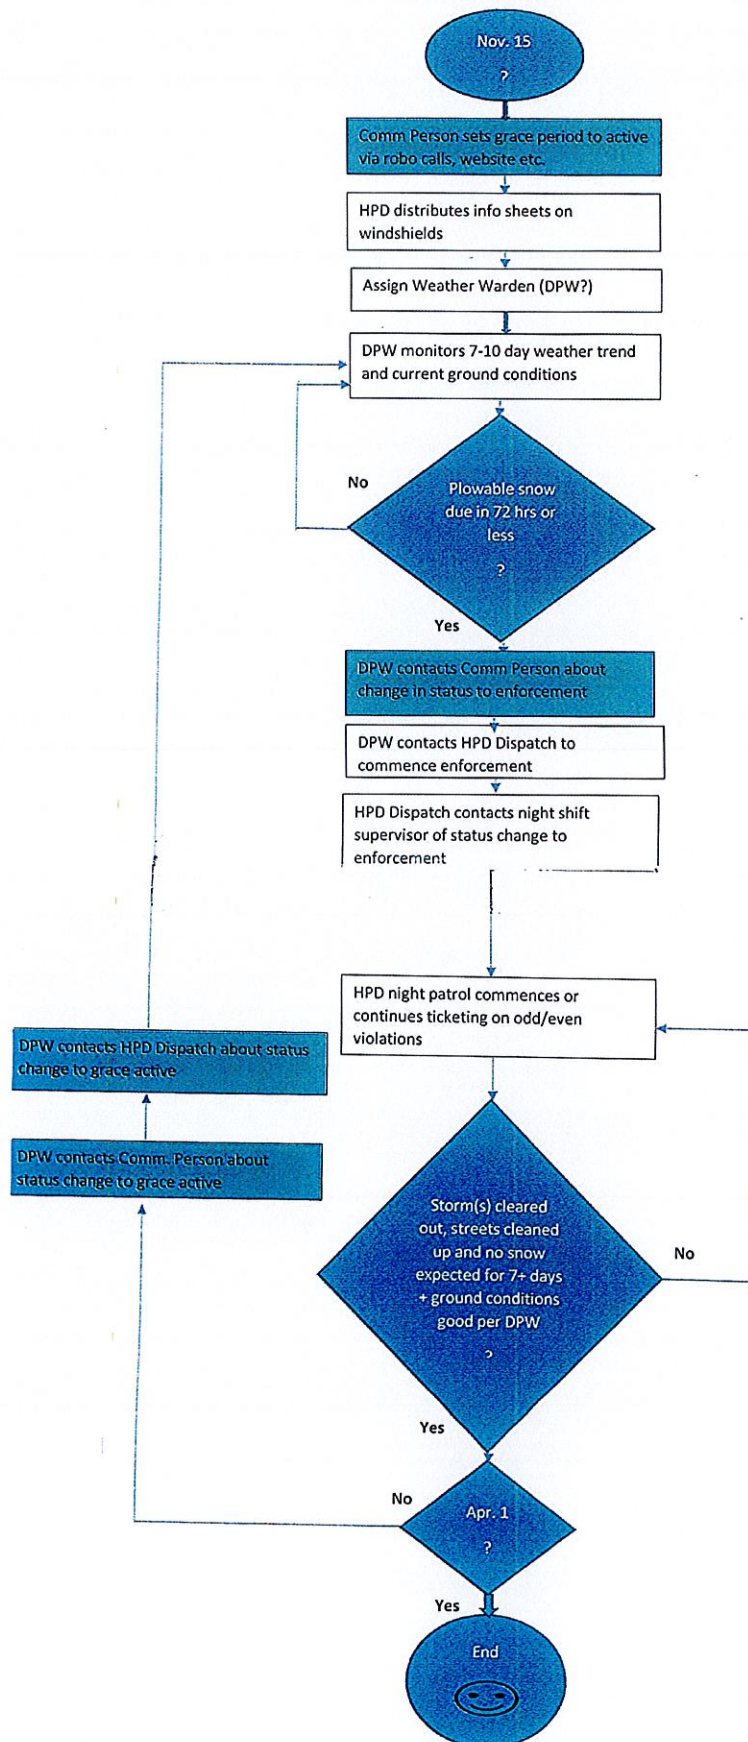 Nov. 15
?
Comm Person sets grace period to active
via robo calls, website etc.
HPD distributes info sheets on
windshields
Assign Weather Warden (DPW?)
DPW monitors 7-10 day weather trend
and current ground conditions
No
Plowable snow
due in 72 hrs or
less
?
Yes
DPW contacts Comm Person about
change in status to enforcement
DPW contacts HPD Dispatch to
commence enforcement
HPD Dispatch contacts night shift
supervisor of status change to
enforcement
HPD night patrol commences or
continues ticketing on odd/even
violations
DPW contacts HPD Dispatch about status
change to grace active
DPW contacts Comm. Person about
status change to grace active
Storm(s) cleared
out, streets cleaned
up and no snow
expected for 7+ days
+ ground conditions
good per DPW
?
No
Yes
No
Apr. 1
?
Yes
End